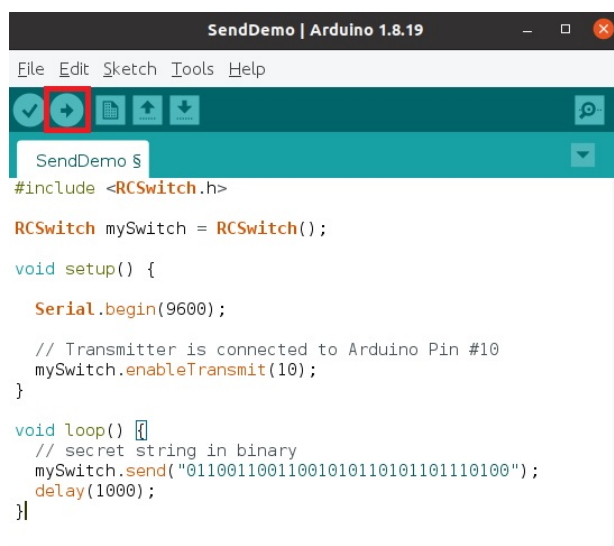 SendDemo | Arduino 1.8.19
File Edit Sketch Tools Help
SendDemo §
#include <RCSwitch.h>
RCSwitch mySwitch = RCSwitch();
void setup() {
Serial.begin(9600);
// Transmitter is connected to Arduino Pin #10
mySwitch.enableTransmit(10);
}
void loop() {
// secret string in binary
mySwitch.send("01100110011001010110101101110100");
delay(1000);
}